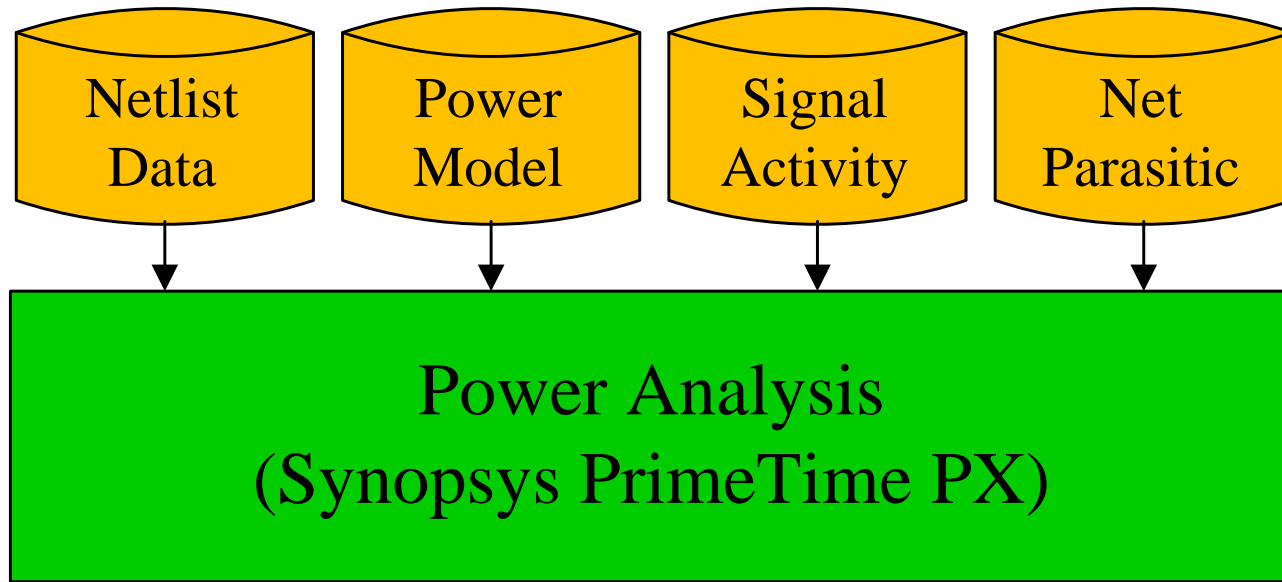 Netlist
Data
Power
Model
Signal
Activity
Net
Parasitic
Power Analysis
(Synopsys PrimeTime PX)